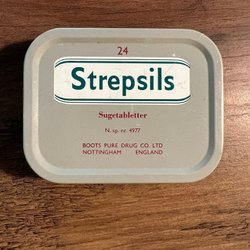 24
Strepsils
Sugetabletter
N. sp. nr. 4977
BOOTS PURE DRUG CO. LTD
NOTTINGHAM ENGLAND